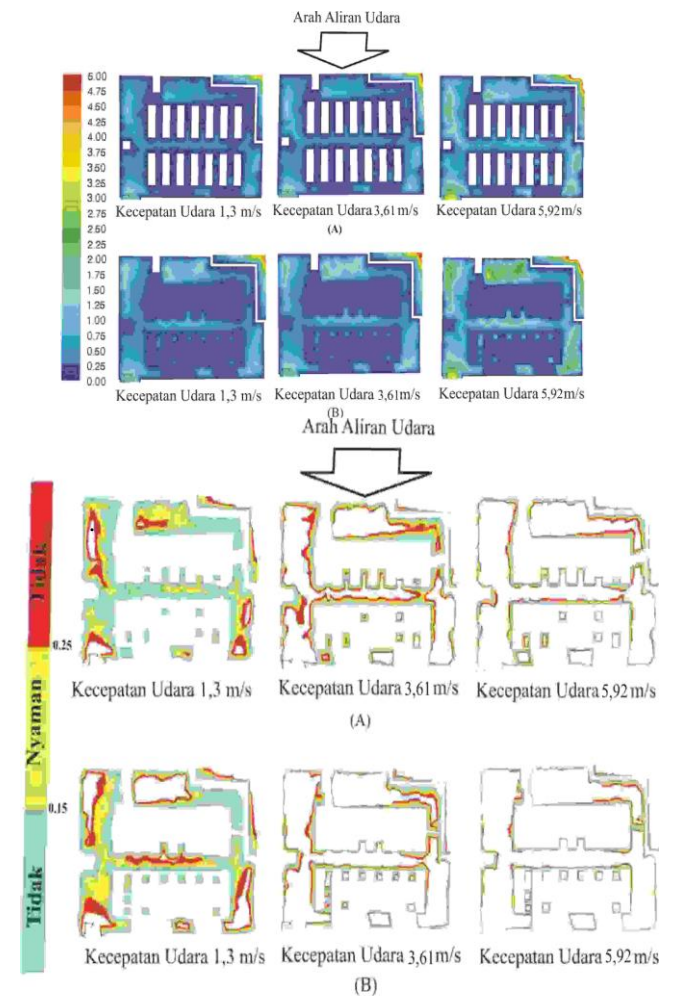 Arah Aliran Udara
5.00
4.75
4.50
4.25
4.00
3.75
3.50
3.25
3.00
2.75
2.50
2.25
2.00
1.75
1.50
1.25
1.00
0.75
0.50
0.25
0.00
Kecepatan Udara 1,3 m/s
Kecepatan Udara 3,61 m/s
Kecepatan Udara 5,92m/s
(A)
Kecepatan Udara 1,3 m/s
Kecepatan Udara 3,61m/s
Kecepatan Udara 5,92m/s
(B)
Arah Aliran Udara
Tidak
0.25
Nyaman
0.15
Tidak
Kecepatan Udara 1,3 m/s
Kecepatan Udara 3,61 m/s
Kecepatan Udara 5,92 m/s
(A)
Kecepatan Udara 1,3 m/s
Kecepatan Udara 3,61 m/s
Kecepatan Udara 5,92 m/s
(B)